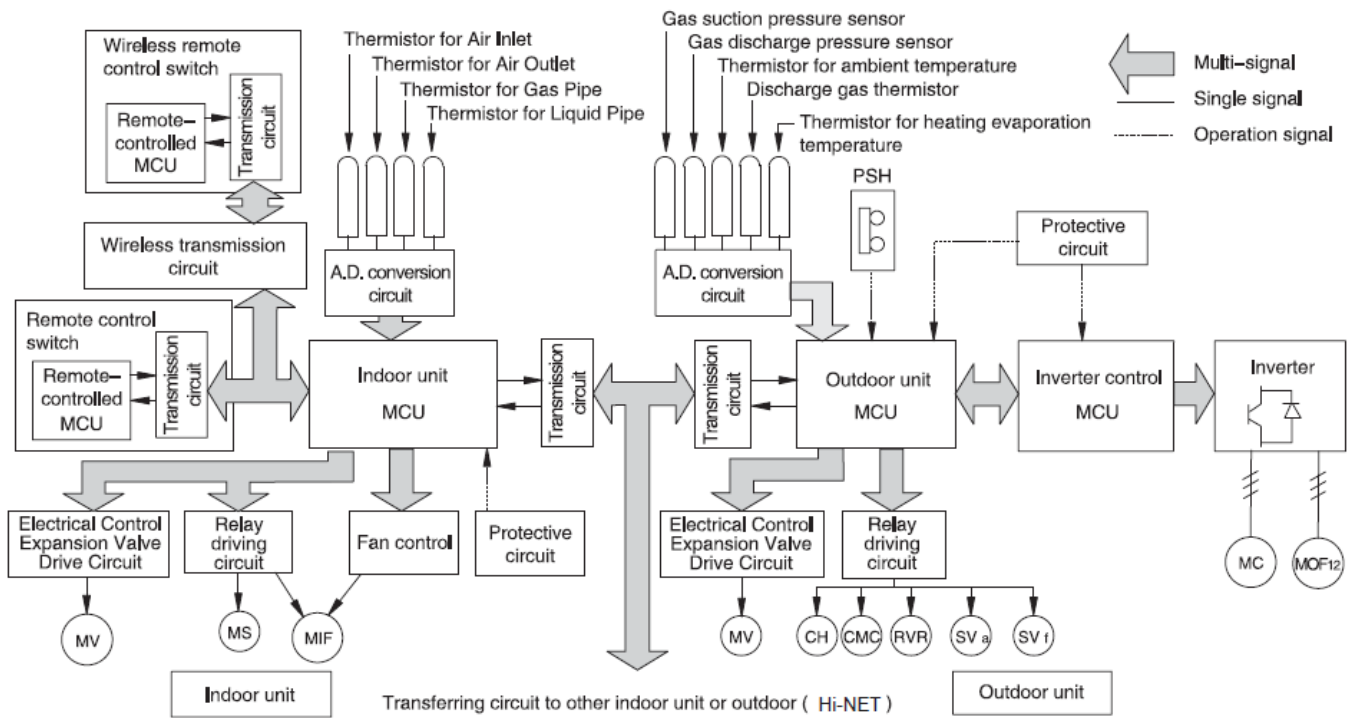 Wireless remote
control switch
Remote–
controlled
MCU
Transmission
circuit
Thermistor for Air Inlet
Thermistor for Air Outlet
Thermistor for Gas Pipe
Thermistor for Liquid Pipe
Gas suction pressure sensor
Gas discharge pressure sensor
Thermistor for ambient temperature
Discharge gas thermistor
Thermistor for heating evaporation
temperature
Multi–signal
Single signal
Operation signal
PSH
Wireless transmission
circuit
A.D. conversion
circuit
A.D. conversion
circuit
Protective
circuit
Remote control
switch
Remote–
controlled
MCU
Transmission
circuit
Indoor unit
MCU
Transmission
circuit
Transmission
circuit
Outdoor unit
MCU
Inverter control
MCU
Inverter
Electrical Control
Expansion Valve
Drive Circuit
Relay
driving
circuit
Fan control
Protective
circuit
Electrical Control
Expansion Valve
Drive Circuit
Relay
driving
circuit
MV
MS
MIF
MV
CH
CMC
RVR
SV a
SV f
MC
MOF12
Indoor unit
Transferring circuit to other indoor unit or outdoor ( Hi-NET )
Outdoor unit